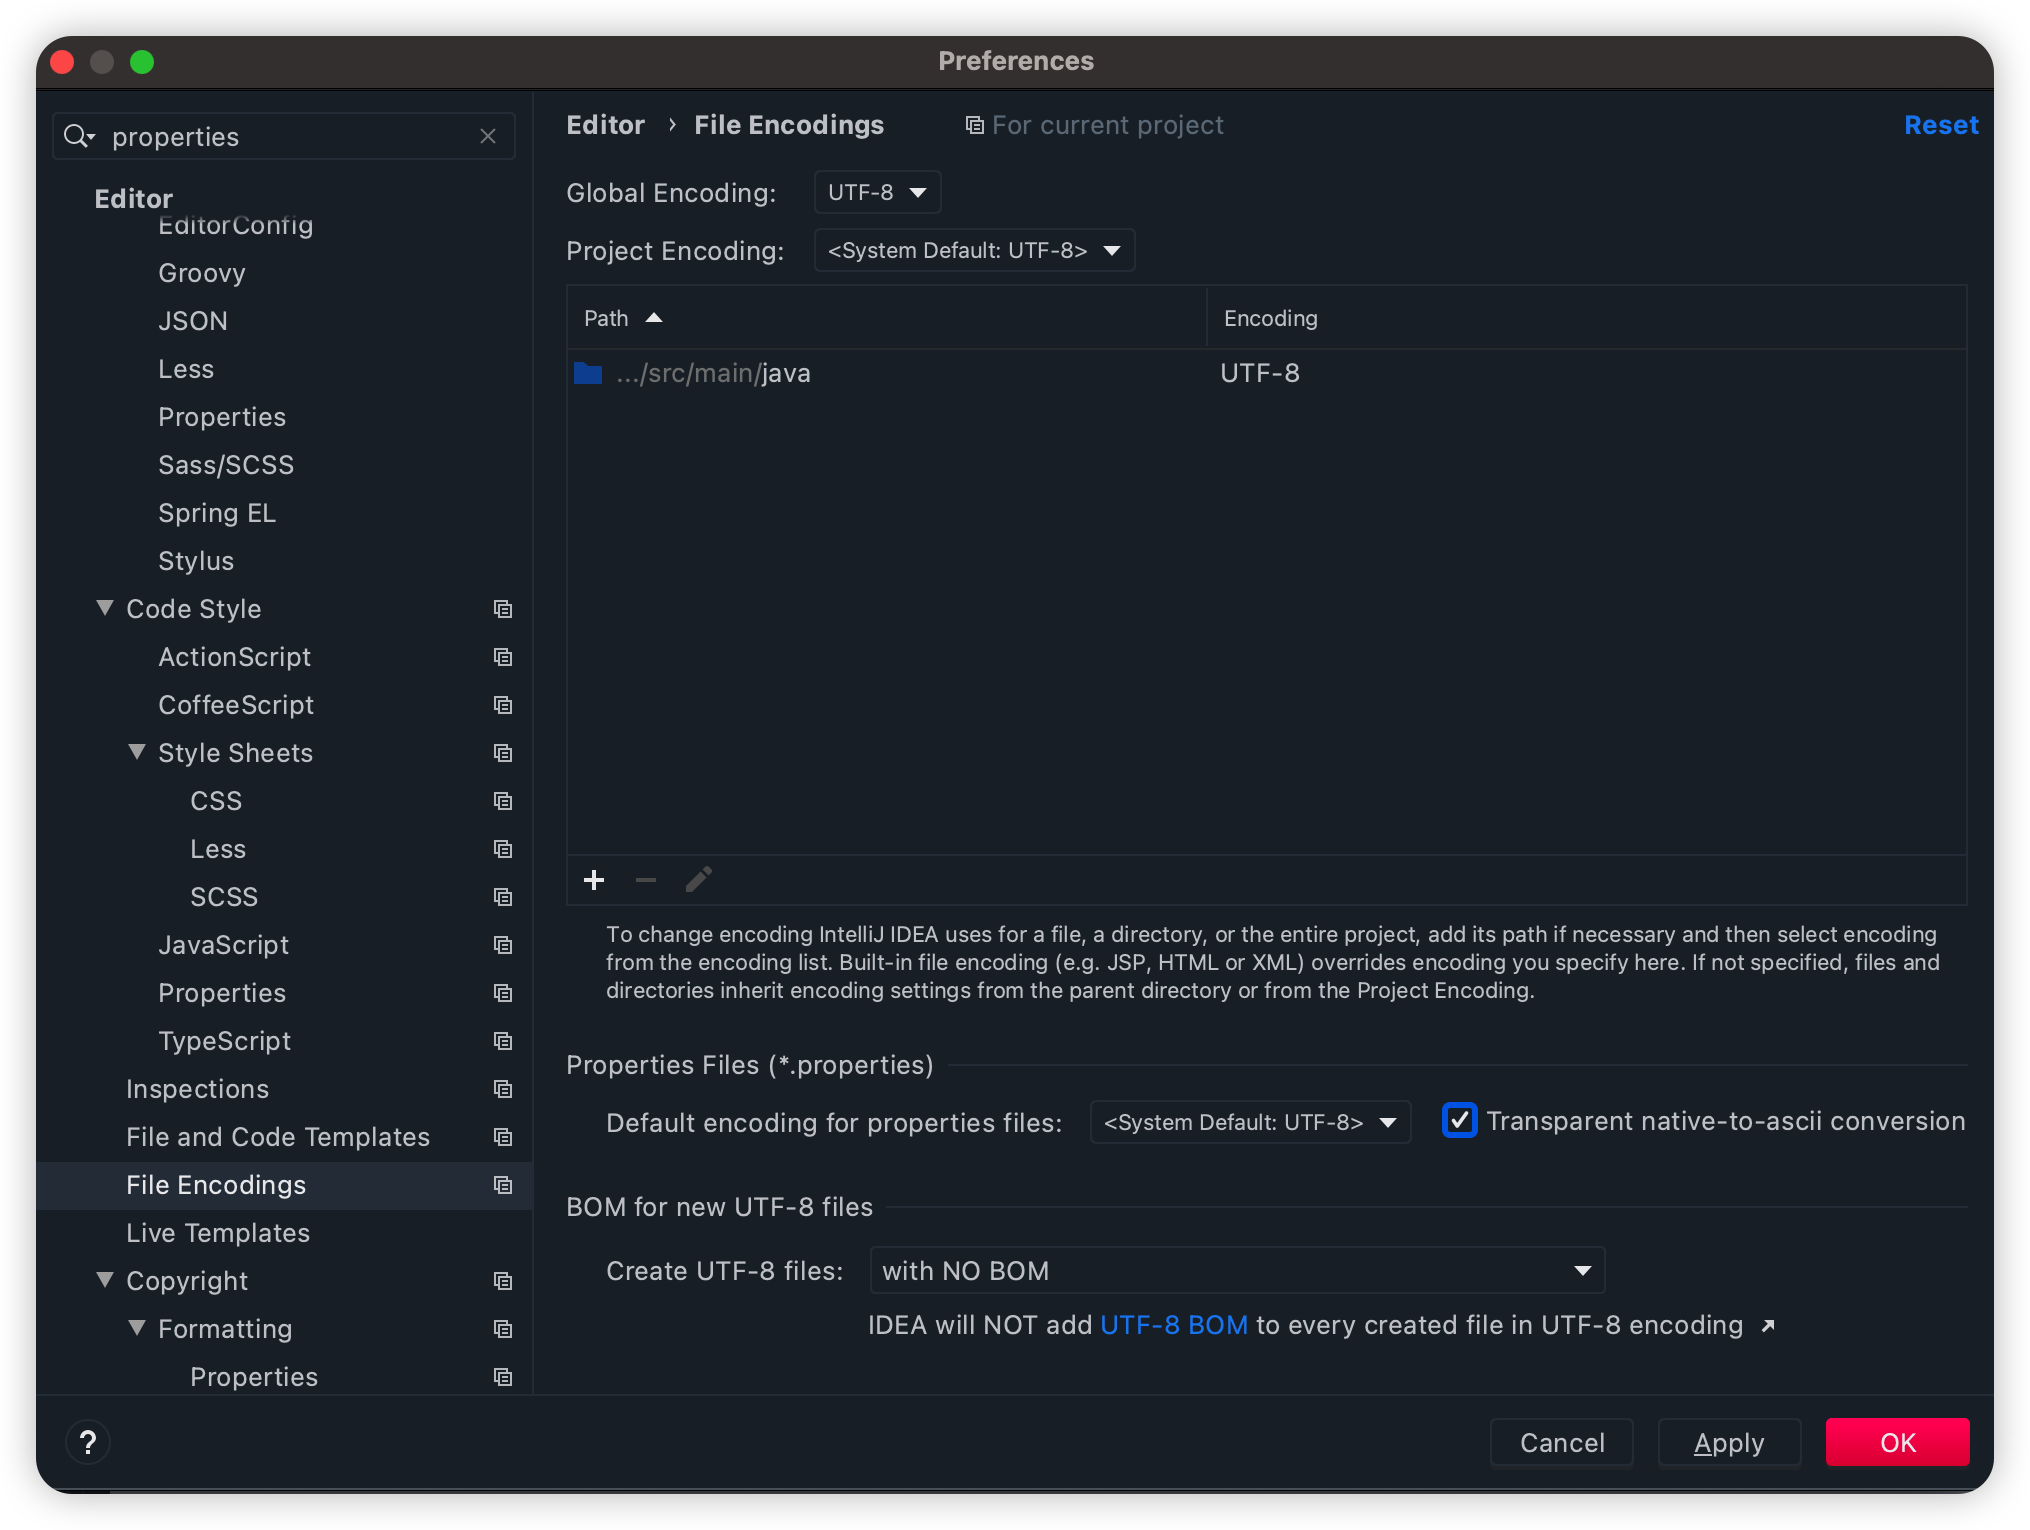 Preferences
properties
Editor
EditorConfig
Groovy
JSON
Less
Properties
Sass/SCSS
Spring EL
Stylus
Code Style
ActionScript
CoffeeScript
Style Sheets
CSS
Less
SCSS
JavaScript
Properties
TypeScript
Inspections
File and Code Templates
File Encodings
Live Templates
Copyright
Formatting
Properties
Editor › File Encodings For current project Reset
Global Encoding: UTF-8
Project Encoding: <System Default: UTF-8>
Path Encoding
.../src/main/java UTF-8
To change encoding IntelliJ IDEA uses for a file, a directory, or the entire project, add its path if necessary and then select encoding
from the encoding list. Built-in file encoding (e.g. JSP, HTML or XML) overrides encoding you specify here. If not specified, files and
directories inherit encoding settings from the parent directory or from the Project Encoding.
Properties Files (*.properties)
Default encoding for properties files: <System Default: UTF-8> Transparent native-to-ascii conversion
BOM for new UTF-8 files
Create UTF-8 files: with NO BOM
IDEA will NOT add UTF-8 BOM to every created file in UTF-8 encoding ↗
? Cancel Apply OK